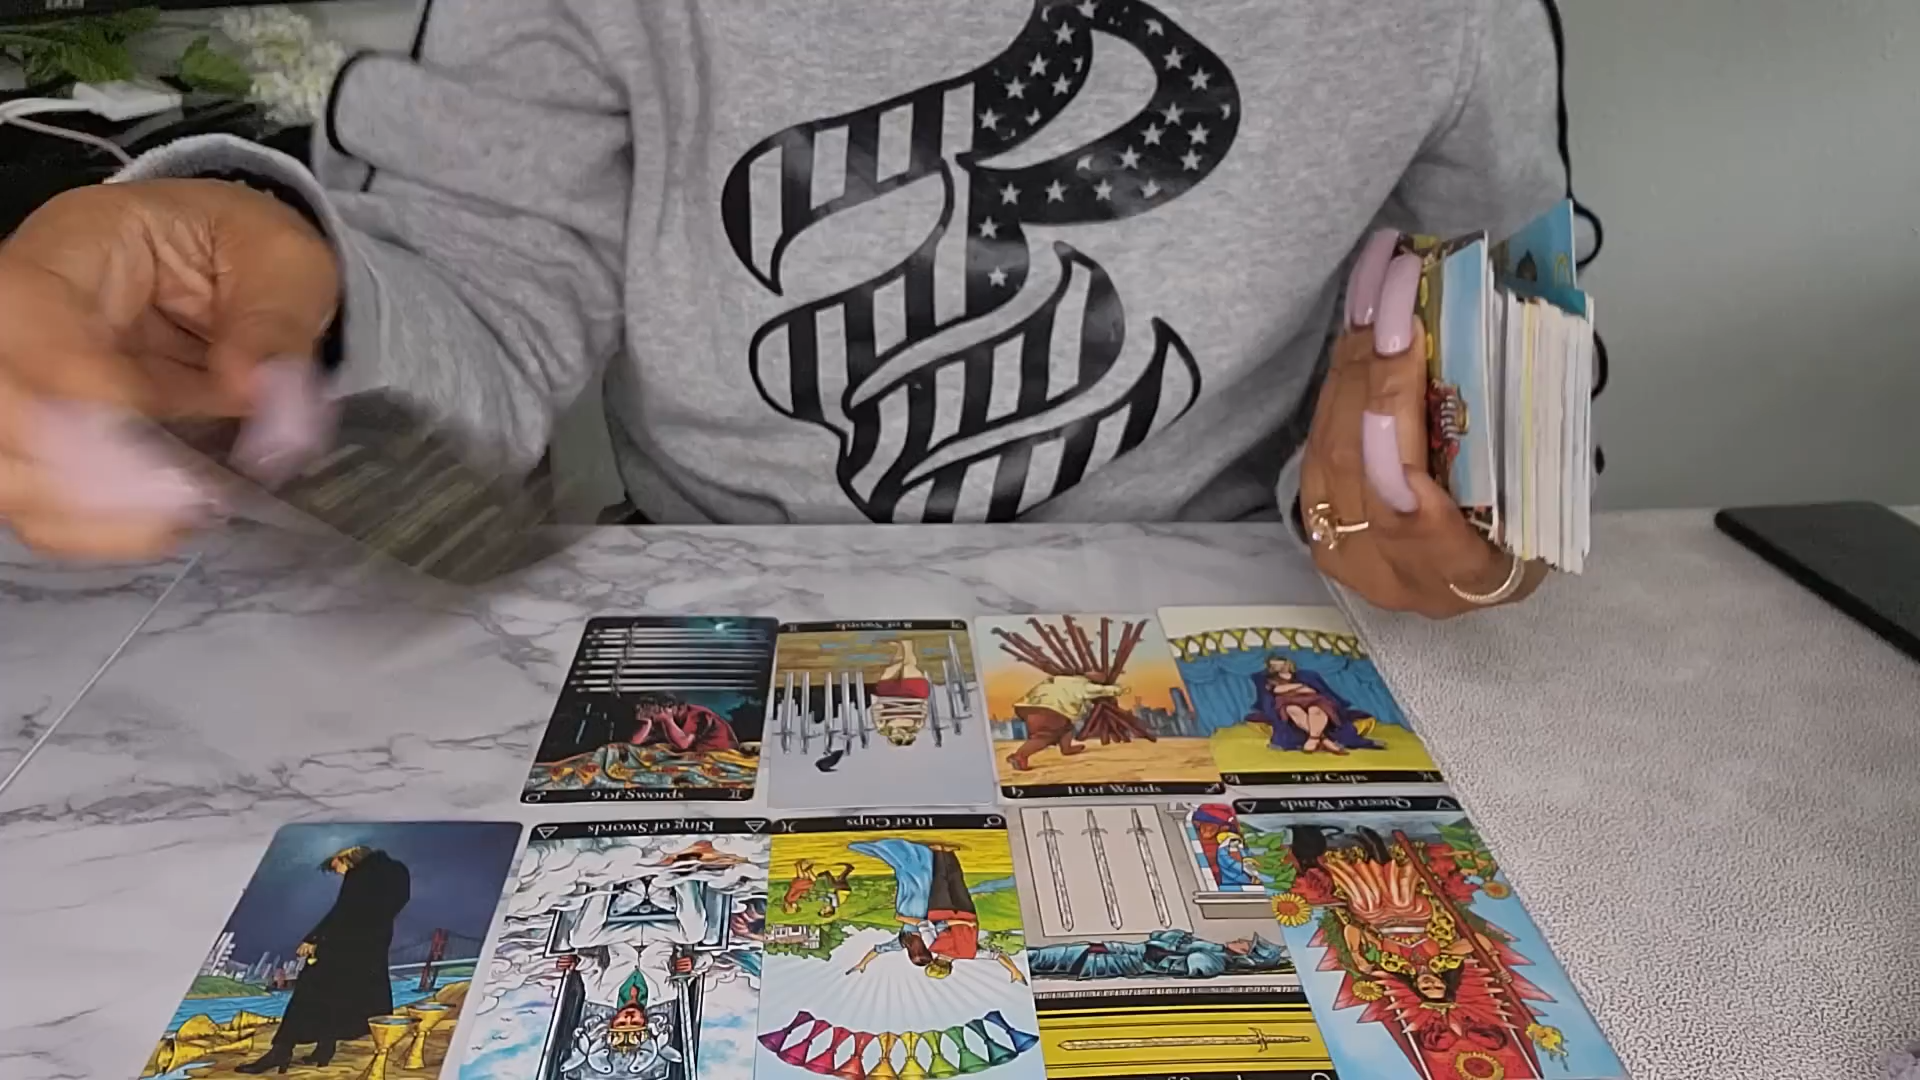 9 of Swords
8 of Swords
10 of Wands
9 of Cups
King of Swords
10 of Cups
Queen of Wands